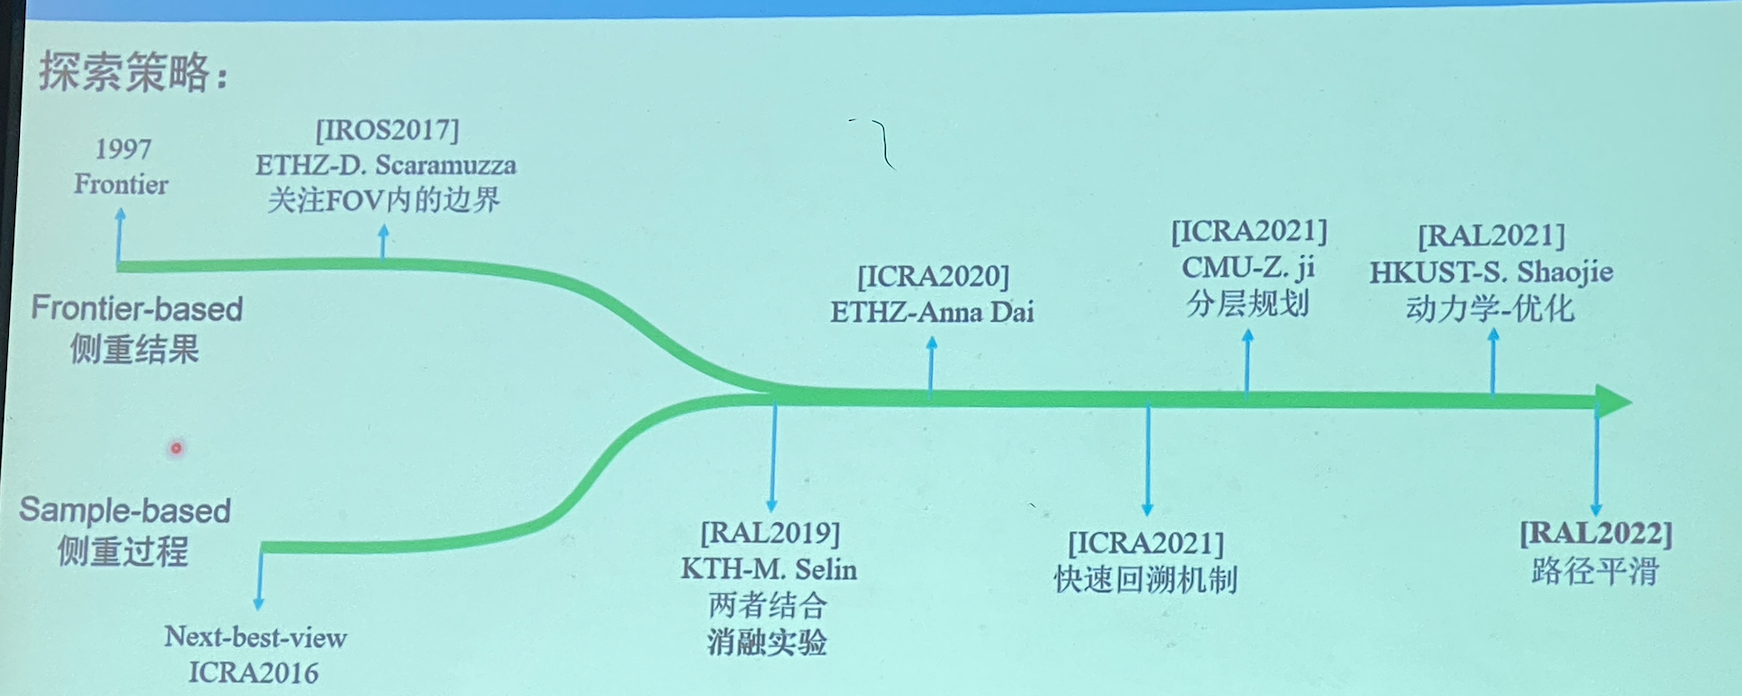 探索策略：
1997
Frontier
[IROS2017]
ETHZ-D. Scaramuzza
关注FOV内的边界
Frontier-based
侧重结果
[ICRA2020]
ETHZ-Anna Dai
[ICRA2021]
CMU-Z. ji
分层规划
[RAL2021]
HKUST-S. Shaojie
动力学-优化
Sample-based
侧重过程
Next-best-view
ICRA2016
[RAL2019]
KTH-M. Selin
两者结合
消融实验
[ICRA2021]
快速回溯机制
[RAL2022]
路径平滑